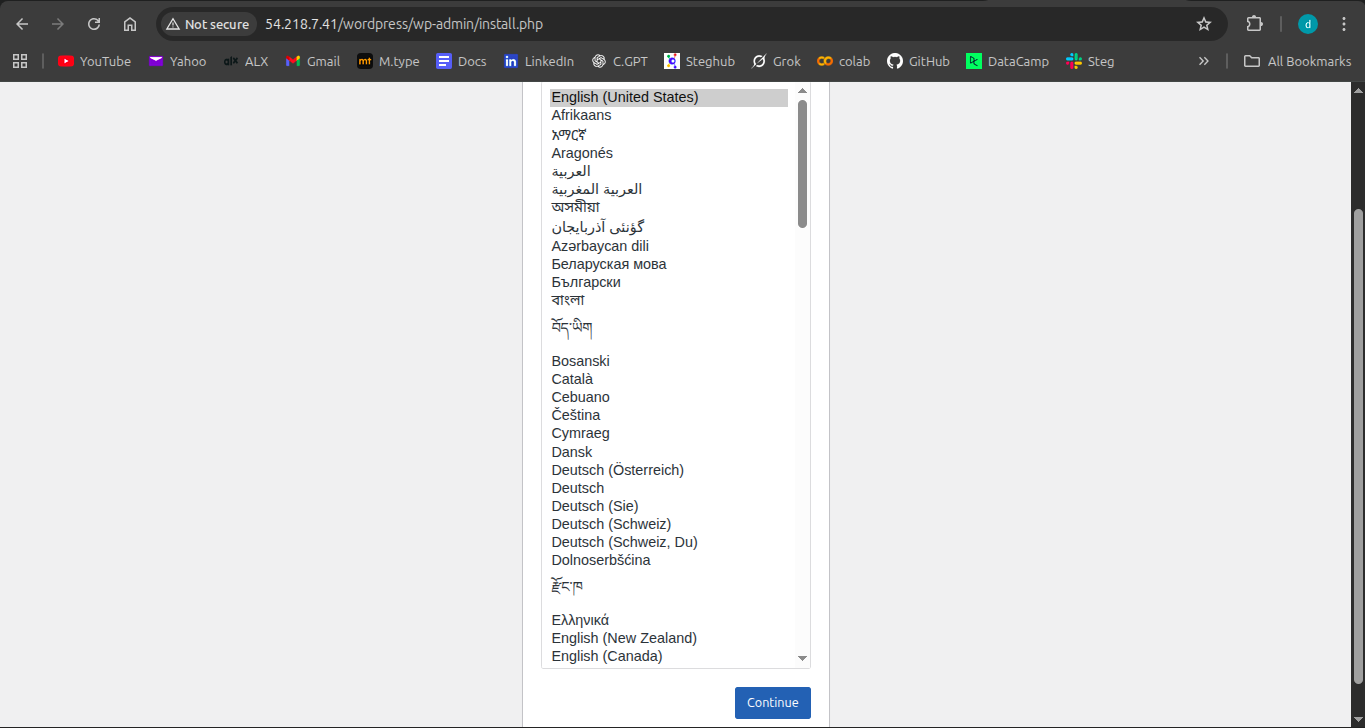 Not secure 54.218.7.41/wordpress/wp-admin/install.php d
YouTube Yahoo ALX Gmail mt M.type Docs in LinkedIn C.GPT Steghub Grok colab GitHub DataCamp Steg » All Bookmarks
English (United States)
Afrikaans
አማርኛ
Aragonés
العربية
العربية المغربية
অসমীয়া
گؤنئی آذربایجان
Azərbaycan dili
Беларуская мова
Български
বাংলা
བོད་ཡིག
Bosanski
Català
Cebuano
Čeština
Cymraeg
Dansk
Deutsch (Österreich)
Deutsch
Deutsch (Sie)
Deutsch (Schweiz)
Deutsch (Schweiz, Du)
Dolnoserbšćina
རྫོང་ཁ
Ελληνικά
English (New Zealand)
English (Canada)
Continue